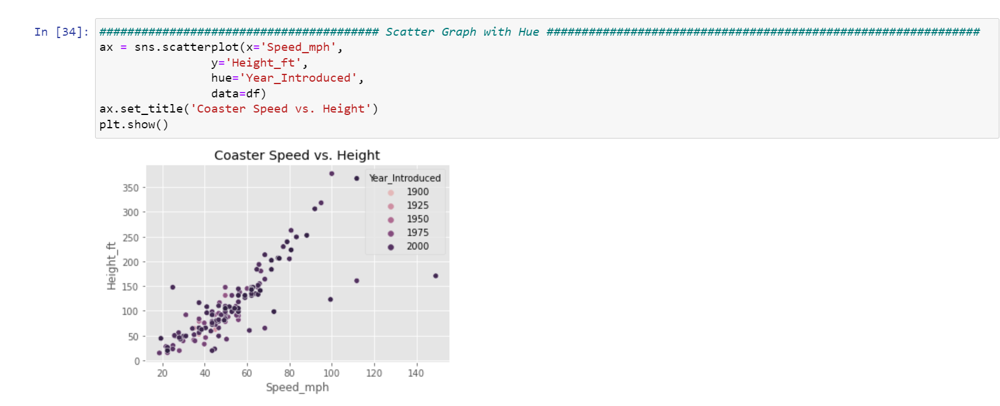 In [34]: ######################################## Scatter Graph with Hue ##############################################################
ax = sns.scatterplot(x='Speed_mph',
y='Height_ft',
hue='Year_Introduced',
data=df)
ax.set_title('Coaster Speed vs. Height')
plt.show()
Coaster Speed vs. Height
Year_Introduced
1900
1925
1950
1975
2000
350
300
250
200
150
100
50
0
Height_ft
20 40 60 80 100 120 140
Speed_mph